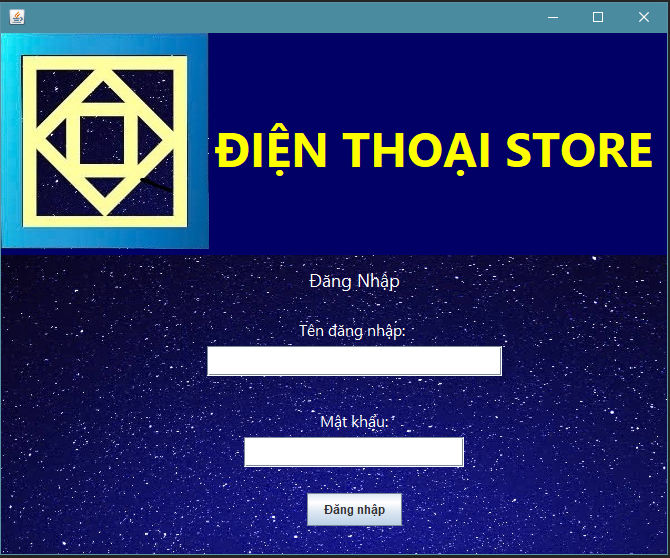 ĐIỆN THOẠI STORE
Đăng Nhập
Tên đăng nhập:
Mật khẩu:
Đăng nhập